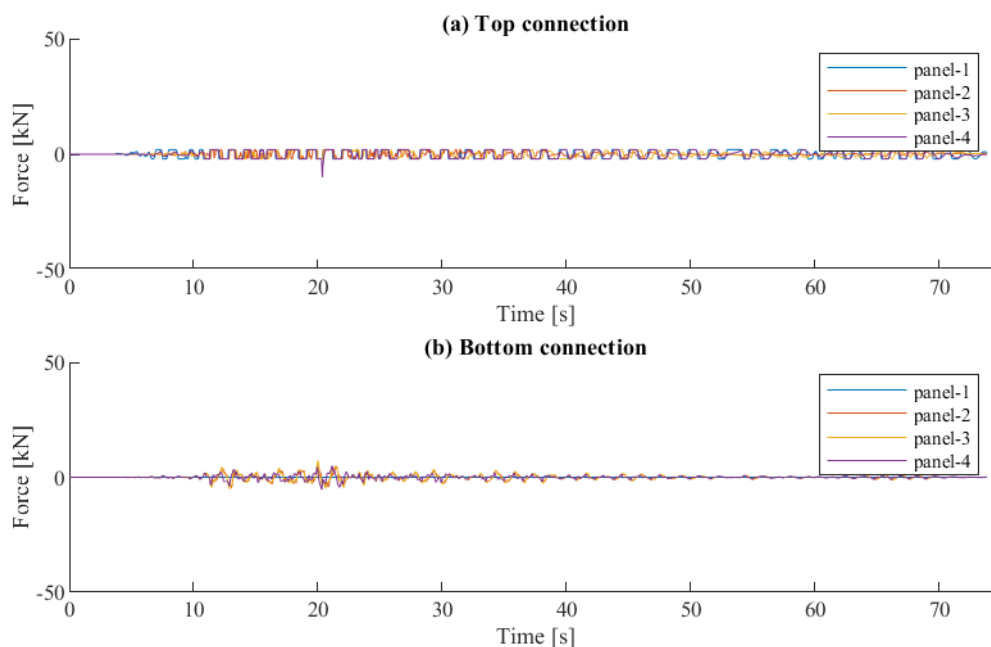 (a) Top connection
50
0
-50
Force [kN]
panel-1
panel-2
panel-3
panel-4
0 10 20 30 40 50 60 70
Time [s]
(b) Bottom connection
50
0
-50
Force [kN]
panel-1
panel-2
panel-3
panel-4
0 10 20 30 40 50 60 70
Time [s]